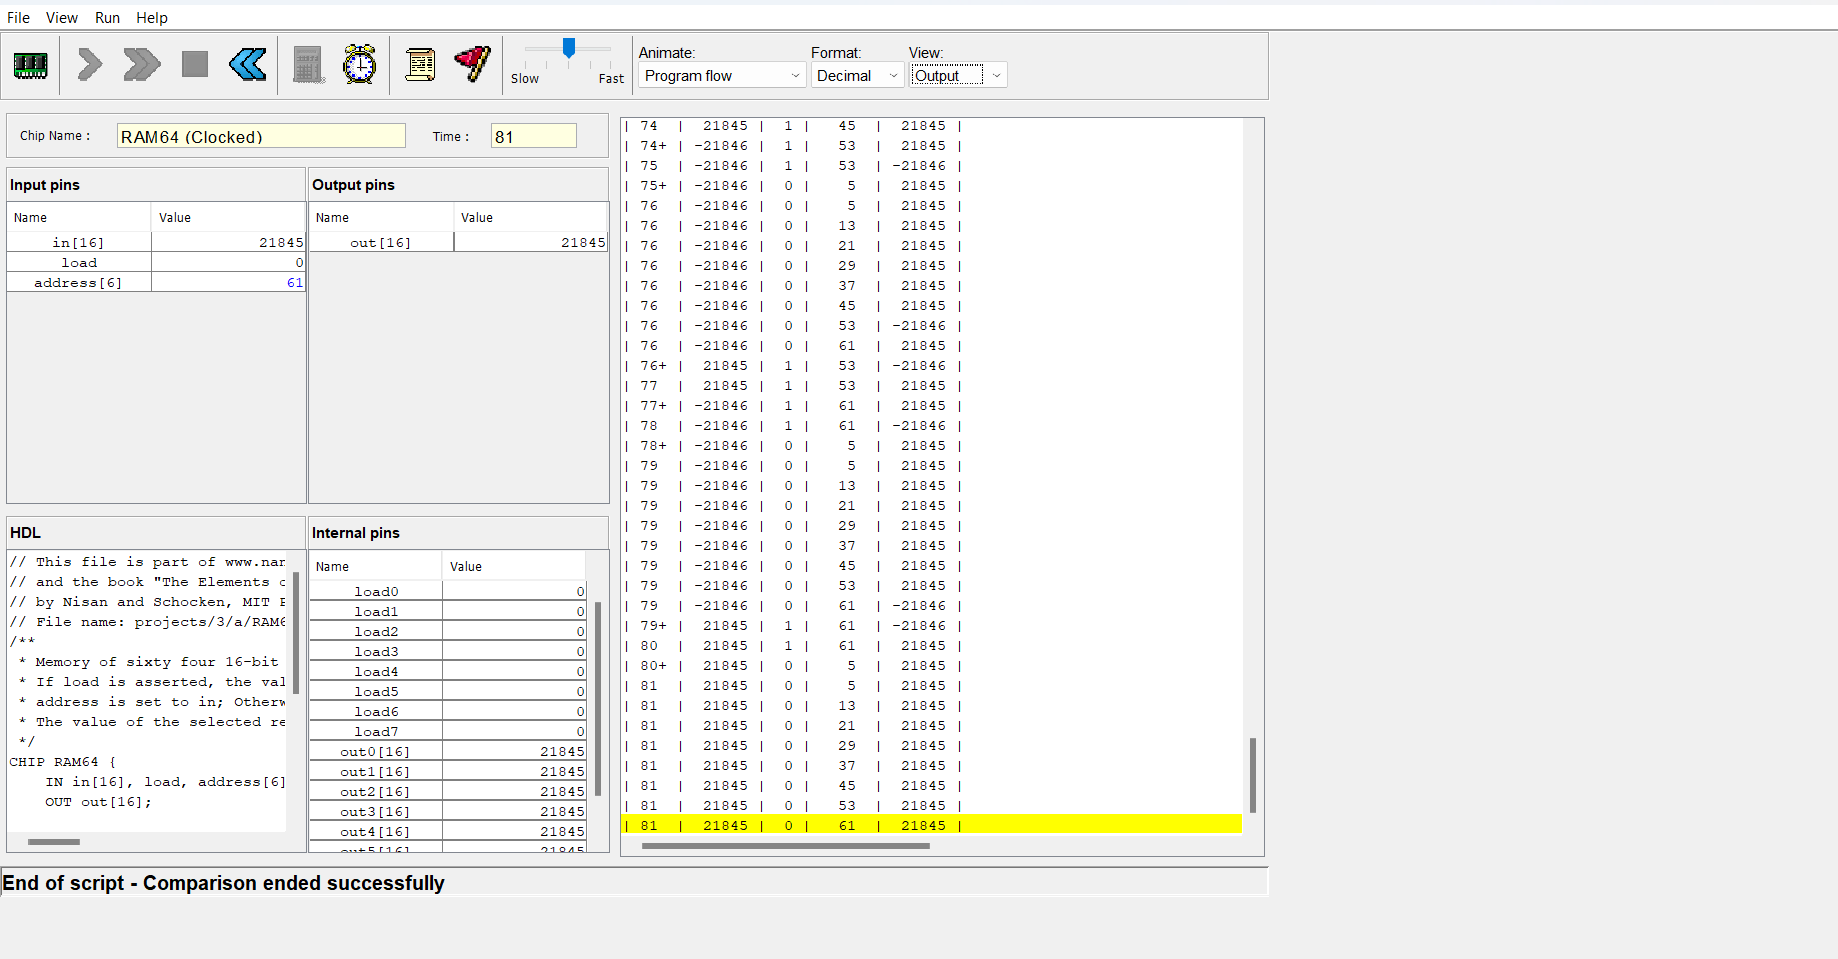 File View Run Help
Slow Fast
Animate: Format: View:
Program flow Decimal Output
Chip Name : RAM64 (Clocked) Time : 81
Input pins
Name Value
in[16] 21845
load 0
address[6] 61
Output pins
Name Value
out[16] 21845
HDL
// This file is part of www.nan
// and the book "The Elements o
// by Nisan and Schocken, MIT P
// File name: projects/3/a/RAM6
/**
* Memory of sixty four 16-bit
* If load is asserted, the val
* address is set to in; Otherw
* The value of the selected re
*/
CHIP RAM64 {
IN in[16], load, address[6]
OUT out[16];
Internal pins
Name Value
load0 0
load1 0
load2 0
load3 0
load4 0
load5 0
load6 0
load7 0
out0[16] 21845
out1[16] 21845
out2[16] 21845
out3[16] 21845
out4[16] 21845
out5[16] 21845
| 74 | 21845 | 1 | 45 | 21845 |
| 74+ | -21846 | 1 | 53 | 21845 |
| 75 | -21846 | 1 | 53 | -21846 |
| 75+ | -21846 | 0 | 5 | 21845 |
| 76 | -21846 | 0 | 5 | 21845 |
| 76 | -21846 | 0 | 13 | 21845 |
| 76 | -21846 | 0 | 21 | 21845 |
| 76 | -21846 | 0 | 29 | 21845 |
| 76 | -21846 | 0 | 37 | 21845 |
| 76 | -21846 | 0 | 45 | 21845 |
| 76 | -21846 | 0 | 53 | -21846 |
| 76 | -21846 | 0 | 61 | 21845 |
| 76+ | 21845 | 1 | 53 | -21846 |
| 77 | 21845 | 1 | 53 | 21845 |
| 77+ | -21846 | 1 | 61 | 21845 |
| 78 | -21846 | 1 | 61 | -21846 |
| 78+ | -21846 | 0 | 5 | 21845 |
| 79 | -21846 | 0 | 5 | 21845 |
| 79 | -21846 | 0 | 13 | 21845 |
| 79 | -21846 | 0 | 21 | 21845 |
| 79 | -21846 | 0 | 29 | 21845 |
| 79 | -21846 | 0 | 37 | 21845 |
| 79 | -21846 | 0 | 45 | 21845 |
| 79 | -21846 | 0 | 53 | 21845 |
| 79 | -21846 | 0 | 61 | -21846 |
| 79+ | 21845 | 1 | 61 | -21846 |
| 80 | 21845 | 1 | 61 | 21845 |
| 80+ | 21845 | 0 | 5 | 21845 |
| 81 | 21845 | 0 | 5 | 21845 |
| 81 | 21845 | 0 | 13 | 21845 |
| 81 | 21845 | 0 | 21 | 21845 |
| 81 | 21845 | 0 | 29 | 21845 |
| 81 | 21845 | 0 | 37 | 21845 |
| 81 | 21845 | 0 | 45 | 21845 |
| 81 | 21845 | 0 | 53 | 21845 |
| 81 | 21845 | 0 | 61 | 21845 |
End of script - Comparison ended successfully